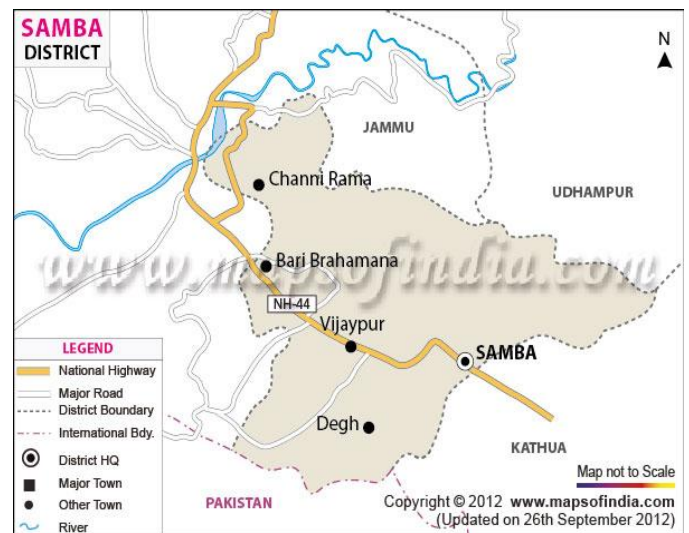 SAMBA
DISTRICT
N
JAMMU
UDHAMPUR
Channi Rama
Bari Brahamana
www.mapsofindia.com
NH-44
Vijaypur
SAMBA
Degh
KATHUA
PAKISTAN
LEGEND
National Highway
Major Road
District Boundary
International Bdy.
District HQ
Major Town
Other Town
River
Map not to Scale
Copyright © 2012 www.mapsofindia.com
(Updated on 26th September 2012)